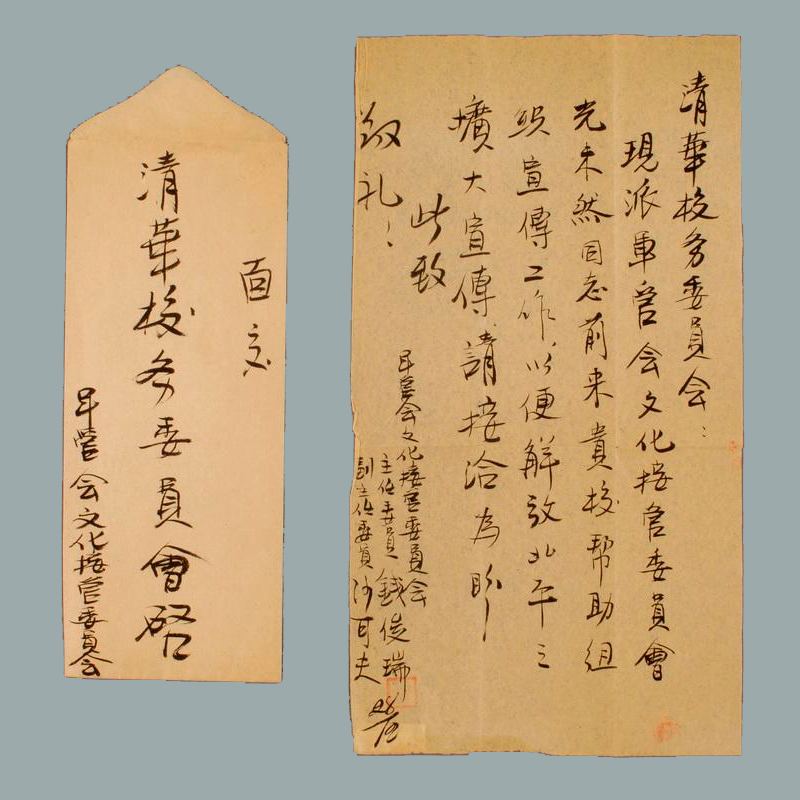 清華校务委員会：
現派軍管会文化接管委員會
光未然同志前来貴校帮助組
织宣傳工作，以便解放北平之
擴大宣傳，請接洽為盼
此致
敬礼！
軍管会文化接管委員会
主任委員 錢俊瑞
副主任委員 沙可夫
面交
清華校务委員會啓
軍管会文化接管委員会